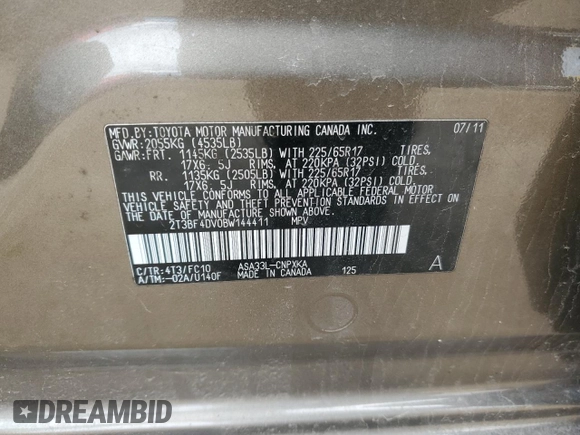 MFD. BY: TOYOTA MOTOR MANUFACTURING CANADA INC. 07/11
GVWR: 2055KG (4535LB)
GAWR: FRT. 1145KG (2535LB) WITH 225/65R17 TIRES,
17X6. 5J RIMS, AT 220KPA (32PSI) COLD.
RR. 1135KG (2505LB) WITH 225/65R17 TIRES,
17X6. 5J RIMS, AT 220KPA (32PSI) COLD.
THIS VEHICLE CONFORMS TO ALL APPLICABLE FEDERAL MOTOR
VEHICLE SAFETY AND THEFT PREVENTION STANDARDS IN EFFECT
ON THE DATE OF MANUFACTURE SHOWN ABOVE.
2T3BF4DV0BW144411 MPV
C/TR: 4T3/FC10 ASA33L-CNPXKA
A/TM: -02A/U140F MADE IN CANADA 125 A
DREAMBID